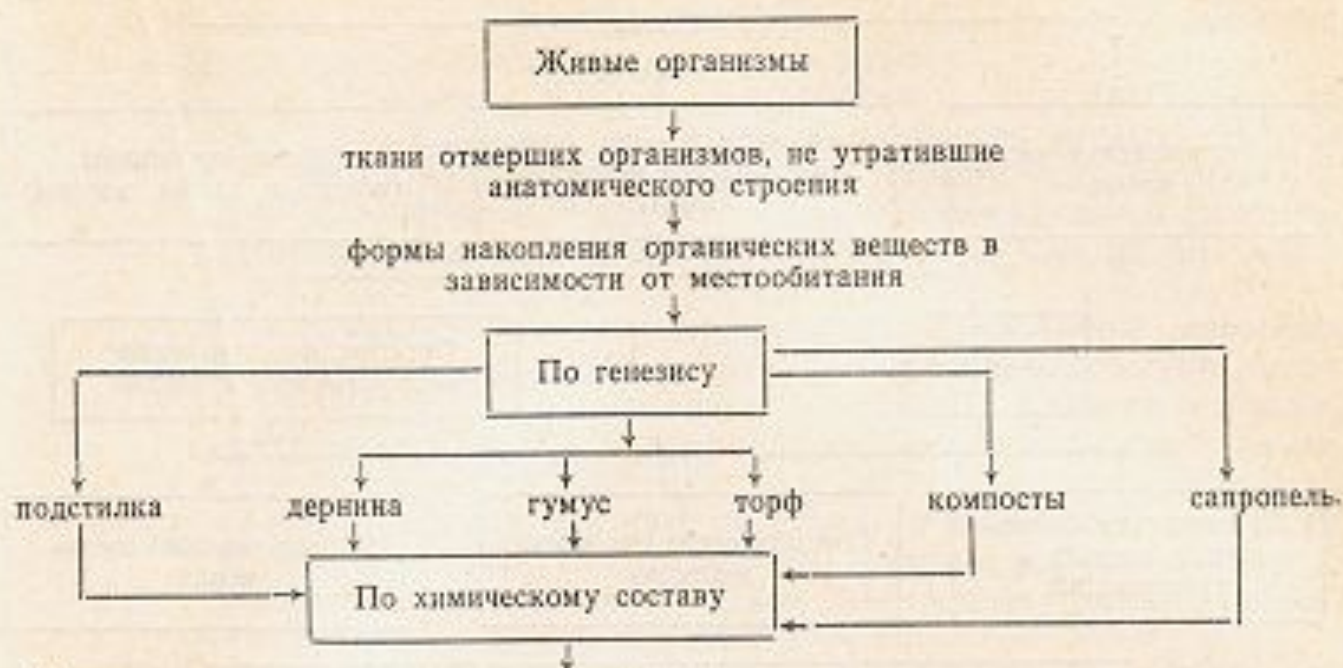 Живые организмы
ткани отмерших организмов, не утратившие
анатомического строения
формы накопления органических веществ в
зависимости от местообитания
По генезису
подстилка дернина гумус торф компосты сапропель.
По химическому составу